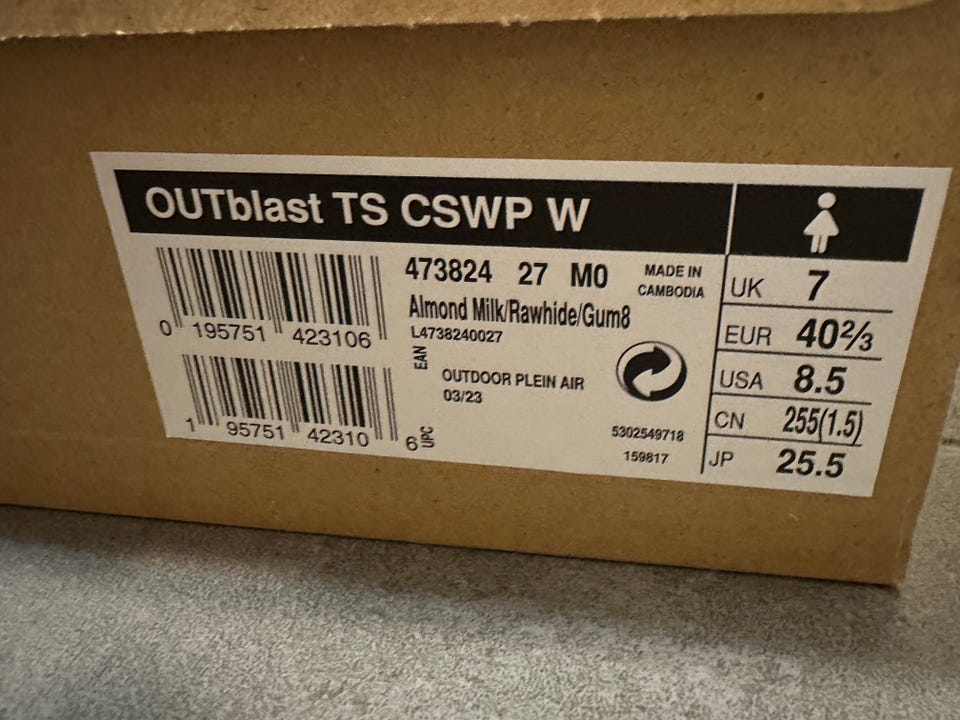 OUTblast TS CSWP W
0 195751 423106
EAN
1 95751 42310 6
UPC
473824 27 M0
Almond Milk/Rawhide/Gum8
L4738240027
MADE IN
CAMBODIA
OUTDOOR PLEIN AIR
03/23
5302549718
159817
UK 7
EUR 40⅔
USA 8.5
CN 255(1.5)
JP 25.5